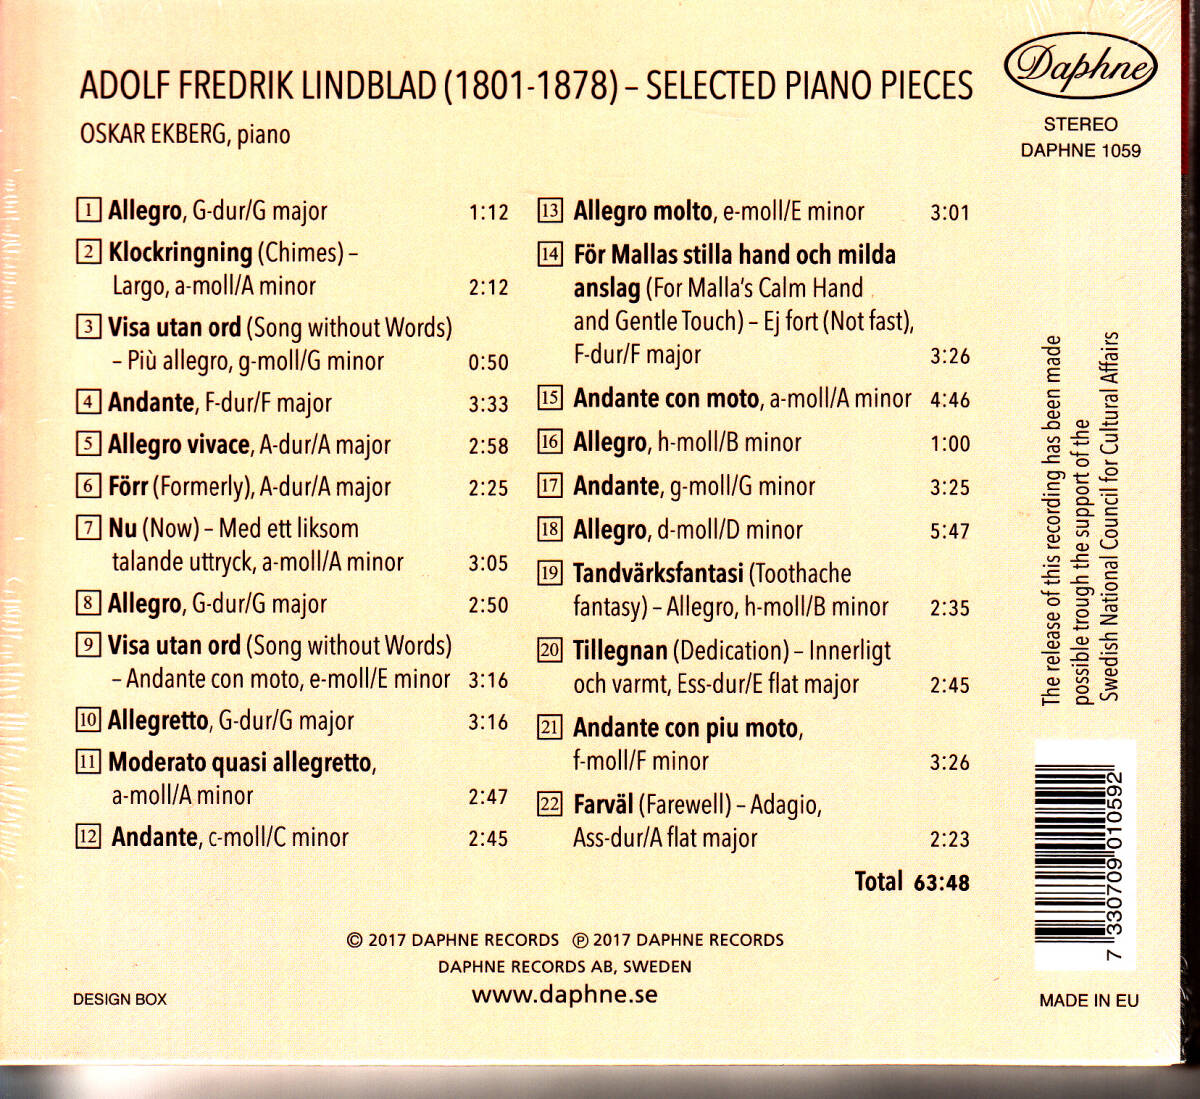 ADOLF FREDRIK LINDBLAD (1801-1878) – SELECTED PIANO PIECES
OSKAR EKBERG, piano
Daphne
STEREO
DAPHNE 1059
1 Allegro, G-dur/G major 1:12
2 Klockringning (Chimes) –
Largo, a-moll/A minor 2:12
3 Visa utan ord (Song without Words)
– Più allegro, g-moll/G minor 0:50
4 Andante, F-dur/F major 3:33
5 Allegro vivace, A-dur/A major 2:58
6 Förr (Formerly), A-dur/A major 2:25
7 Nu (Now) – Med ett liksom
talande uttryck, a-moll/A minor 3:05
8 Allegro, G-dur/G major 2:50
9 Visa utan ord (Song without Words)
– Andante con moto, e-moll/E minor 3:16
10 Allegretto, G-dur/G major 3:16
11 Moderato quasi allegretto,
a-moll/A minor 2:47
12 Andante, c-moll/C minor 2:45
13 Allegro molto, e-moll/E minor 3:01
14 För Mallas stilla hand och milda
anslag (For Malla's Calm Hand
and Gentle Touch) – Ej fort (Not fast),
F-dur/F major 3:26
15 Andante con moto, a-moll/A minor 4:46
16 Allegro, h-moll/B minor 1:00
17 Andante, g-moll/G minor 3:25
18 Allegro, d-moll/D minor 5:47
19 Tandvärksfantasi (Toothache
fantasy) – Allegro, h-moll/B minor 2:35
20 Tillegnan (Dedication) – Innerligt
och varmt, Ess-dur/E flat major 2:45
21 Andante con piu moto,
f-moll/F minor 3:26
22 Farväl (Farewell) – Adagio,
Ass-dur/A flat major 2:23
Total 63:48
The release of this recording has been made
possible trough the support of the
Swedish National Council for Cultural Affairs
7 330709 010592
© 2017 DAPHNE RECORDS ℗ 2017 DAPHNE RECORDS
DAPHNE RECORDS AB, SWEDEN
www.daphne.se
DESIGN BOX
MADE IN EU